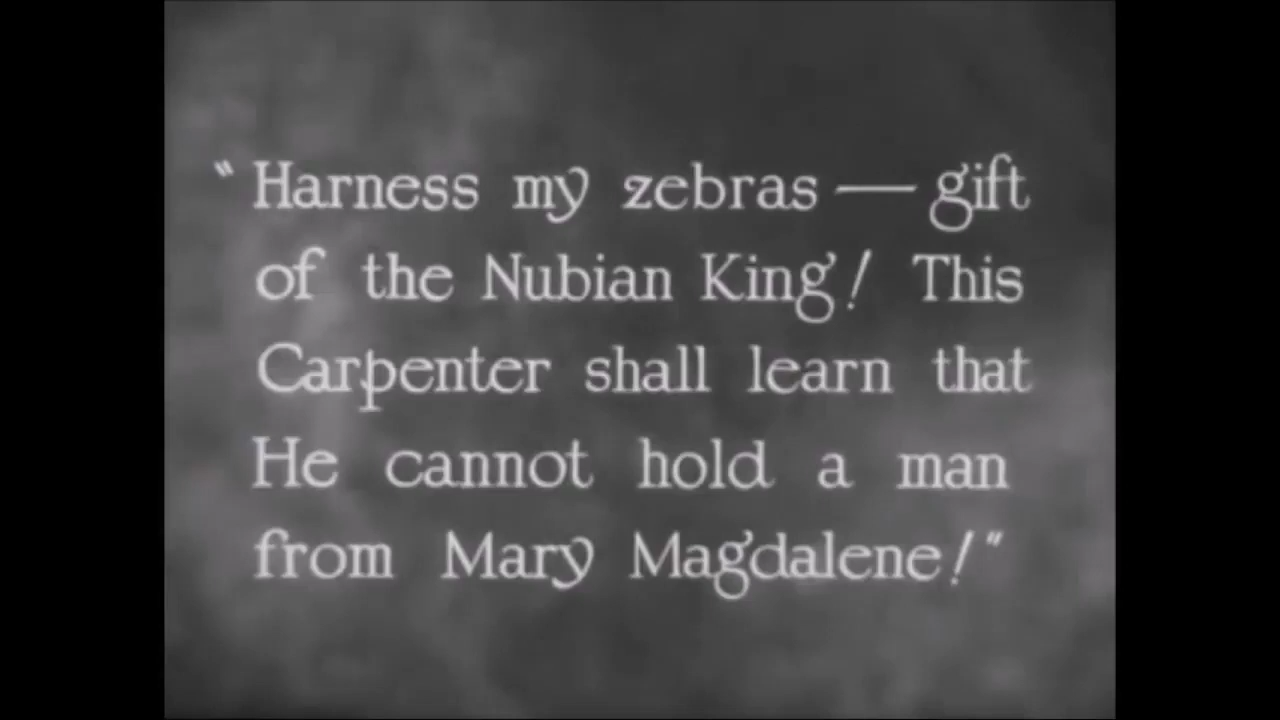 "Harness my zebras — gift
of the Nubian King! This
Carpenter shall learn that
He cannot hold a man
from Mary Magdalene!"